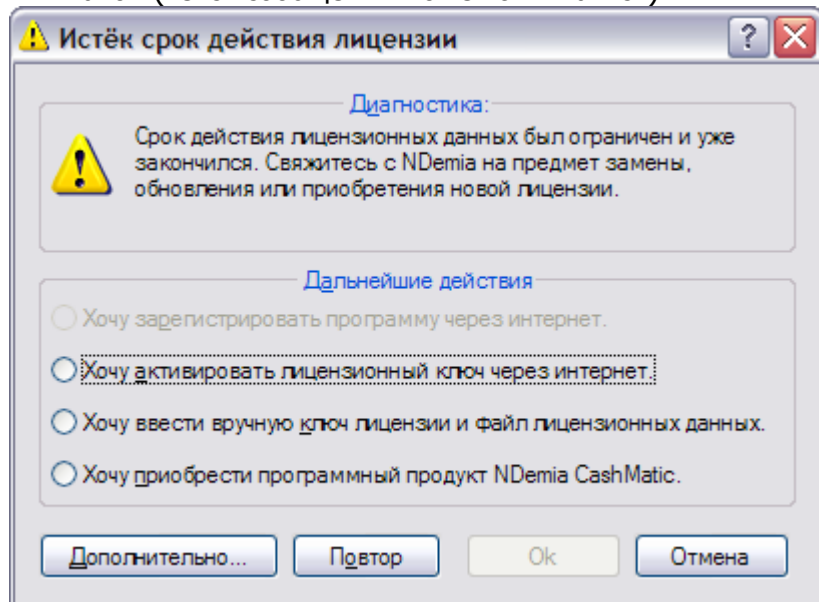 Истёк срок действия лицензии
Диагностика:
Срок действия лицензионных данных был ограничен и уже
закончился. Свяжитесь с NDemia на предмет замены,
обновления или приобретения новой лицензии.
Дальнейшие действия
Хочу зарегистрировать программу через интернет.
Хочу активировать лицензионный ключ через интернет.
Хочу ввести вручную ключ лицензии и файл лицензионных данных.
Хочу приобрести программный продукт NDemia CashMatic.
Дополнительно... Повтор Ok Отмена